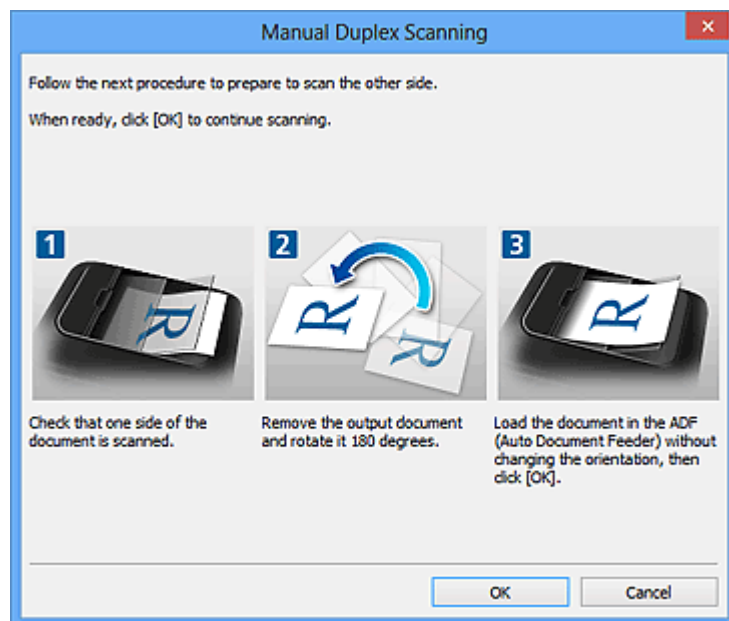 Manual Duplex Scanning
Follow the next procedure to prepare to scan the other side.
When ready, click [OK] to continue scanning.
1
R
Check that one side of the
document is scanned.
2
R
R
Remove the output document
and rotate it 180 degrees.
3
R
Load the document in the ADF
(Auto Document Feeder) without
changing the orientation, then
click [OK].
OK
Cancel